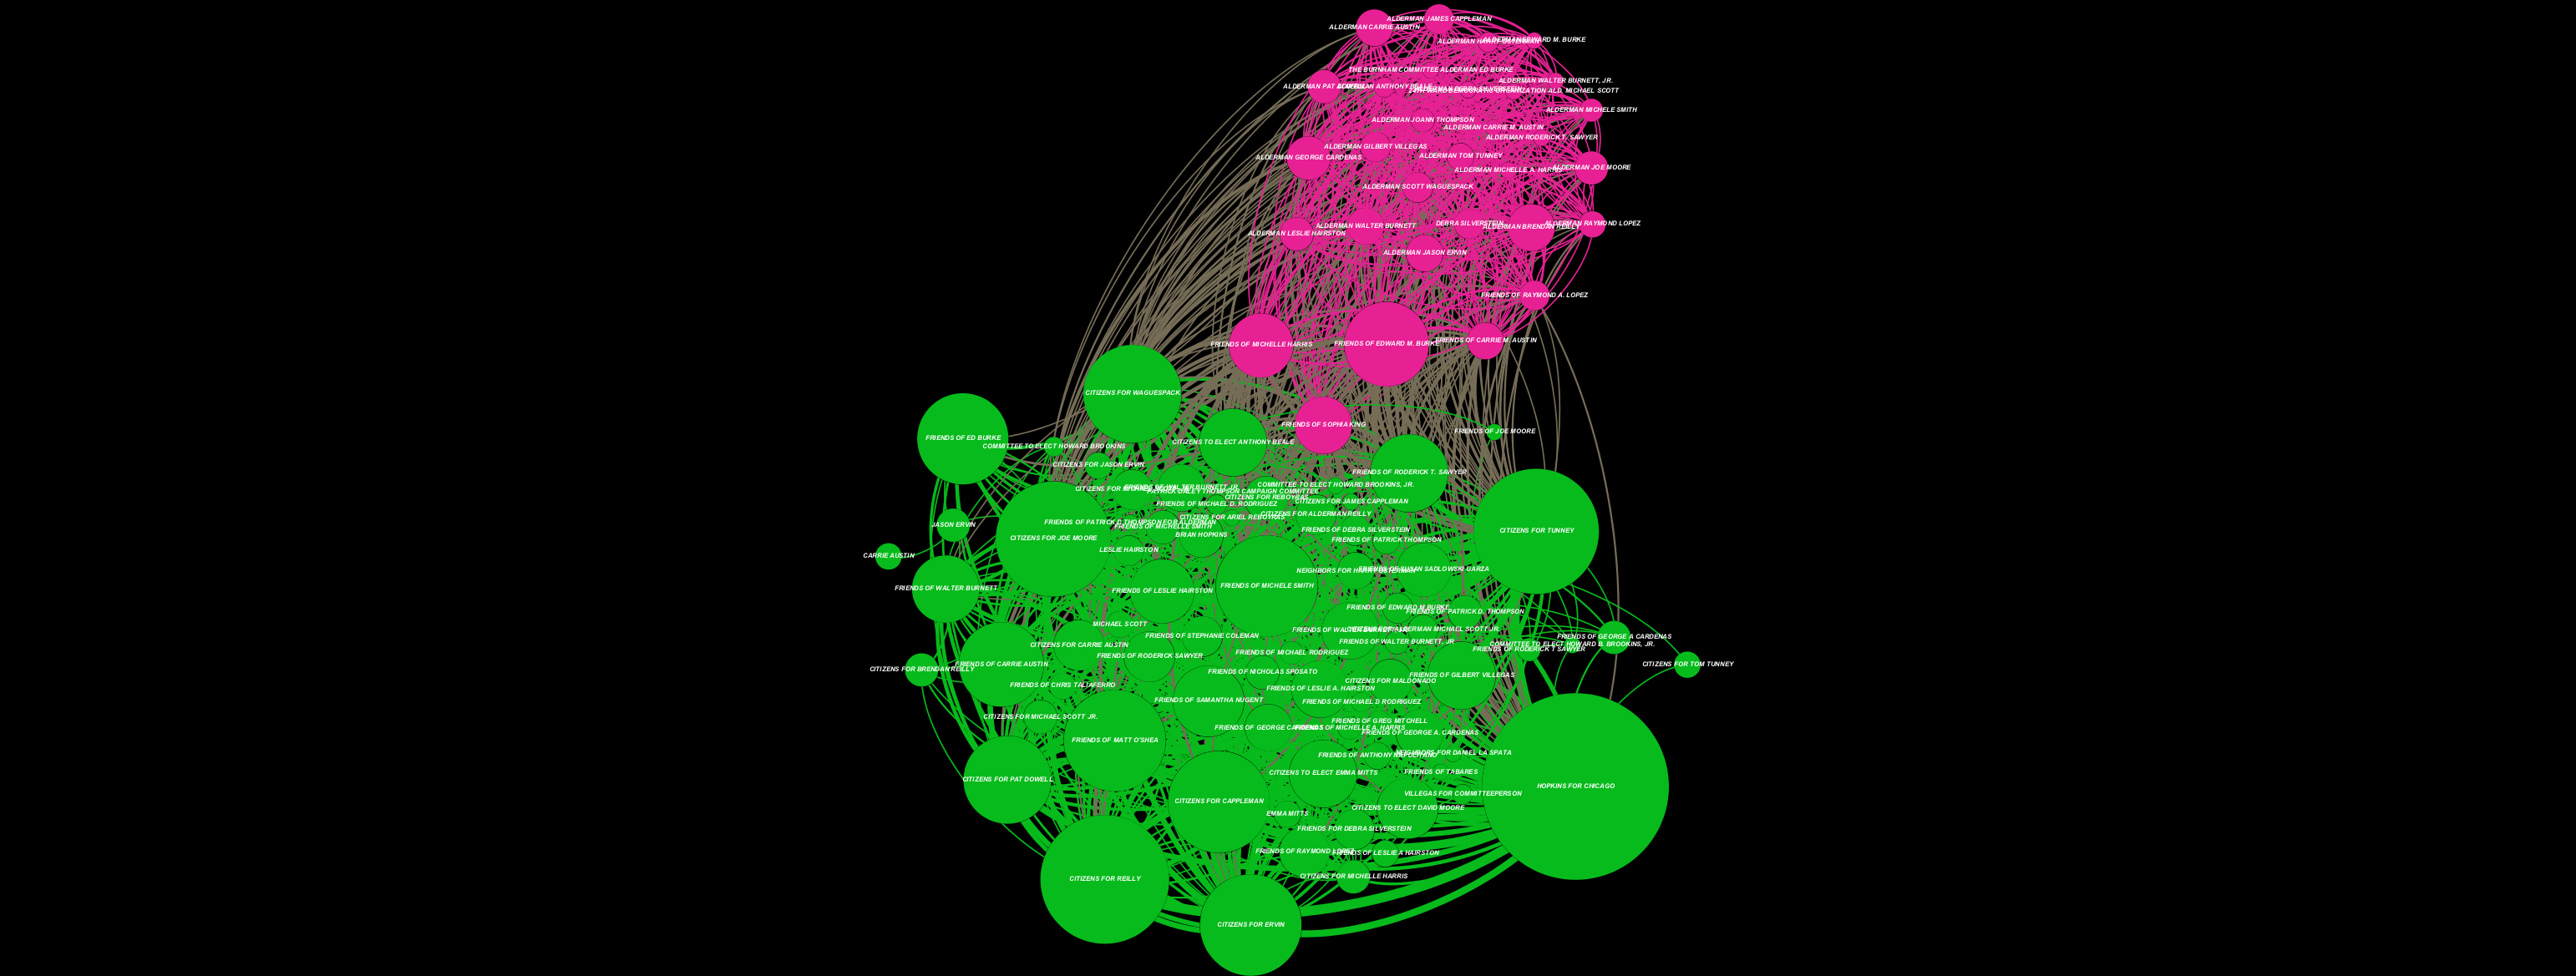 ALDERMAN JAMES CAPPLEMAN
ALDERMAN CARRIE AUSTIN
ALDERMAN EDWARD M. BURKE
THE BURNHAM COMMITTEE ALDERMAN ED BURKE
ALDERMAN WALTER BURNETT, JR.
ALDERMAN PAT
ALDERMAN ANTHONY BEALE
ALDERMAN DEBRA SILVERSTEIN
ORGANIZATION ALD. MICHAEL SCOTT
ALDERMAN MICHELE SMITH
ALDERMAN JOANN THOMPSON
ALDERMAN CARRIE M. AUSTIN
ALDERMAN RODERICK T. SAWYER
ALDERMAN GILBERT VILLEGAS
ALDERMAN GEORGE CARDENAS
ALDERMAN TOM TUNNEY
ALDERMAN MICHELLE A. HARRIS
ALDERMAN JOE MOORE
ALDERMAN SCOTT WAGUESPACK
ALDERMAN WALTER BURNETT
DEBRA SILVERSTEIN
ALDERMAN BRENDAN REILLY
ALDERMAN RAYMOND LOPEZ
ALDERMAN LESLIE HAIRSTON
ALDERMAN JASON ERVIN
FRIENDS OF RAYMOND A. LOPEZ
FRIENDS OF MICHELLE HARRIS
FRIENDS OF EDWARD M. BURKE
FRIENDS OF CARRIE M. AUSTIN
CITIZENS FOR WAGUESPACK
FRIENDS OF SOPHIA KING
FRIENDS OF JOE MOORE
FRIENDS OF ED BURKE
COMMITTEE TO ELECT HOWARD BROOKINS
CITIZENS TO ELECT ANTHONY BEALE
CITIZENS FOR JASON ERVIN
FRIENDS OF RODERICK T. SAWYER
COMMITTEE TO ELECT HOWARD BROOKINS, JR.
FRIENDS OF WALTER BURNETT JR
PATRICK DALEY THOMPSON CAMPAIGN COMMITTEE
CITIZENS FOR REBOYRAS
CITIZENS FOR JAMES CAPPLEMAN
FRIENDS OF MICHAEL D. RODRIGUEZ
CITIZENS FOR ALDERMAN REILLY
CITIZENS FOR ARIEL REBOYRAS
FRIENDS OF PATRICK D THOMPSON FOR ALDERMAN
JASON ERVIN
FRIENDS OF MICHELLE SMITH
FRIENDS OF DEBRA SILVERSTEIN
CITIZENS FOR TUNNEY
BRIAN HOPKINS
CITIZENS FOR JOE MOORE
FRIENDS OF PATRICK THOMPSON
LESLIE HAIRSTON
CARRIE AUSTIN
NEIGHBORS FOR HARRY OSTERMAN
FRIENDS OF SUSAN SADLOWSKI GARZA
FRIENDS OF MICHELE SMITH
FRIENDS OF WALTER BURNETT
FRIENDS OF LESLIE HAIRSTON
FRIENDS OF EDWARD M BURKE
FRIENDS OF PATRICK D. THOMPSON
MICHAEL SCOTT
CITIZENS FOR ALDERMAN MICHAEL SCOTT JR.
FRIENDS OF STEPHANIE COLEMAN
FRIENDS OF GEORGE A CARDENAS
FRIENDS OF WALTER BURNETT, JR
CITIZENS FOR CARRIE AUSTIN
COMMITTEE TO ELECT HOWARD B. BROOKINS, JR.
FRIENDS OF RODERICK T SAWYER
FRIENDS OF MICHAEL RODRIGUEZ
FRIENDS OF RODERICK SAWYER
FRIENDS OF CARRIE AUSTIN
CITIZENS FOR TOM TUNNEY
CITIZENS FOR BRENDAN REILLY
FRIENDS OF NICHOLAS SPOSATO
FRIENDS OF GILBERT VILLEGAS
CITIZENS FOR MALDONADO
FRIENDS OF CHRIS TALIAFERRO
FRIENDS OF LESLIE A. HAIRSTON
FRIENDS OF SAMANTHA NUGENT
FRIENDS OF MICHAEL D RODRIGUEZ
CITIZENS FOR MICHAEL SCOTT JR.
FRIENDS OF GREG MITCHELL
FRIENDS OF GEORGE CARDENAS
FRIENDS OF MICHELLE A. HARRIS
FRIENDS OF GEORGE A. CARDENAS
FRIENDS OF MATT O'SHEA
NEIGHBORS FOR DANIEL LA SPATA
FRIENDS OF ANTHONY NAPOLITANO
CITIZENS TO ELECT EMMA MITTS
FRIENDS OF TABARES
CITIZENS FOR PAT DOWELL
HOPKINS FOR CHICAGO
VILLEGAS FOR COMMITTEEPERSON
CITIZENS FOR CAPPLEMAN
CITIZENS TO ELECT DAVID MOORE
EMMA MITTS
FRIENDS FOR DEBRA SILVERSTEIN
FRIENDS OF RAYMOND LOPEZ
FRIENDS OF LESLIE A HAIRSTON
CITIZENS FOR MICHELLE HARRIS
CITIZENS FOR REILLY
CITIZENS FOR ERVIN